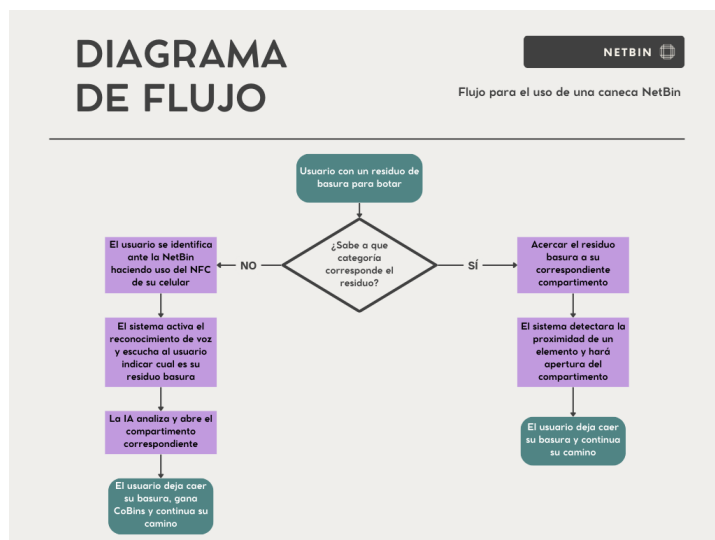 DIAGRAMA
DE FLUJO
NETBIN
Flujo para el uso de una caneca NetBin
Usuario con un residuo de
basura para botar
¿Sabe a que
categoría
corresponde el
residuo?
NO
SÍ
El usuario se identifica
ante la NetBin
haciendo uso del NFC
de su celular
El sistema activa el
reconocimiento de voz
y escucha al usuario
indicar cual es su
residuo basura
La IA analiza y abre el
compartimento
correspondiente
El usuario deja caer
su basura, gana
CoBins y continua su
camino
Acercar el residuo
basura a su
correspondiente
compartimento
El sistema detectara la
proximidad de un
elemento y hará
apertura del
compartimento
El usuario deja caer
su basura y continua
su camino